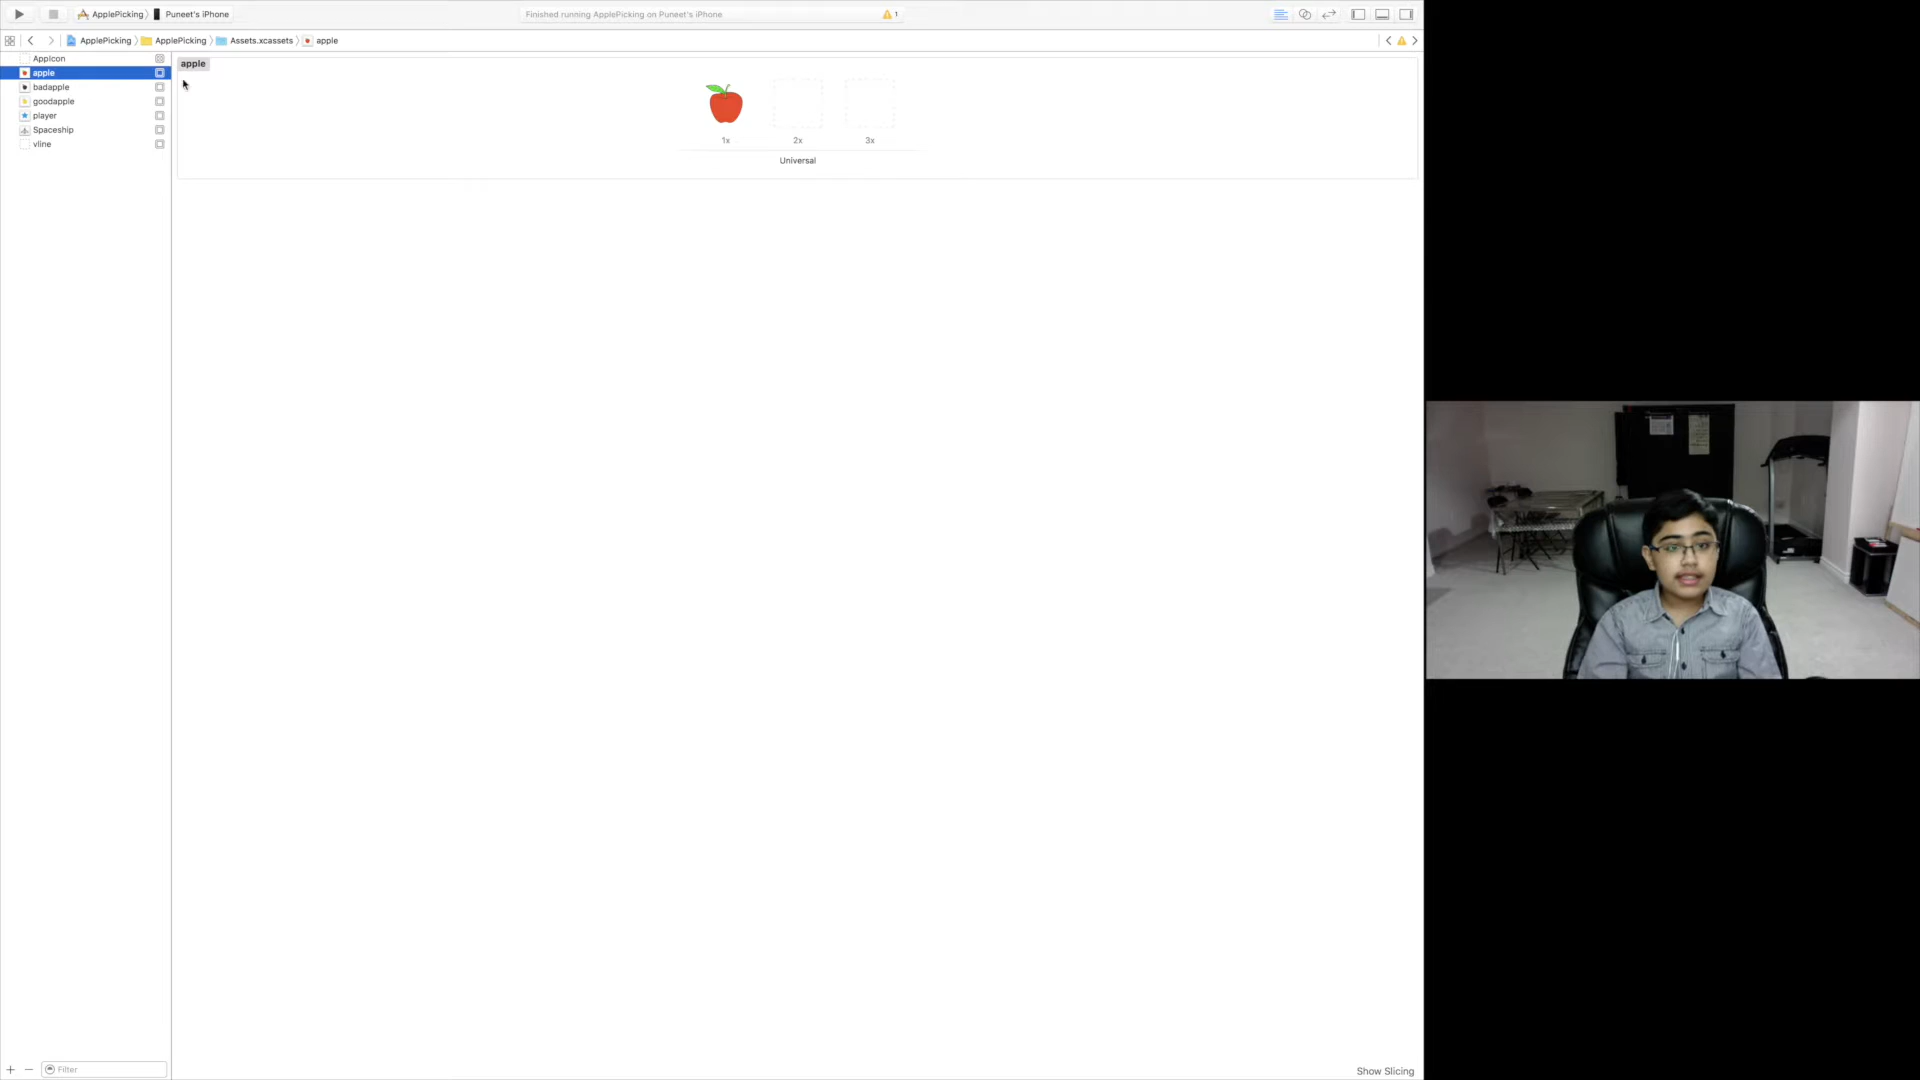 ApplePicking Puneet's iPhone Finished running ApplePicking on Puneet's iPhone 1
ApplePicking ApplePicking Assets.xcassets apple
AppIcon
apple
badapple
goodapple
player
Spaceship
vline
apple
1x 2x 3x
Universal
Filter
Show Slicing